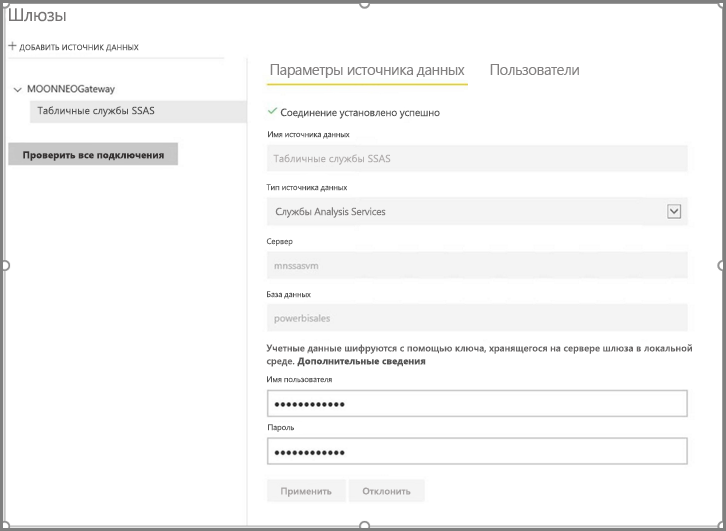 Шлюзы
+ ДОБАВИТЬ ИСТОЧНИК ДАННЫХ
MOONNEOGateway
Табличные службы SSAS
Проверить все подключения
Параметры источника данных Пользователи
Соединение установлено успешно
Имя источника данных
Табличные службы SSAS
Тип источника данных
Службы Analysis Services
Сервер
mnssasvm
База данных
powerbisales
Учетные данные шифруются с помощью ключа, хранящегося на сервере шлюза в локальной
среде. Дополнительные сведения
Имя пользователя
●●●●●●●●●●●●
Пароль
●●●●●●●●●●●●
Применить Отклонить